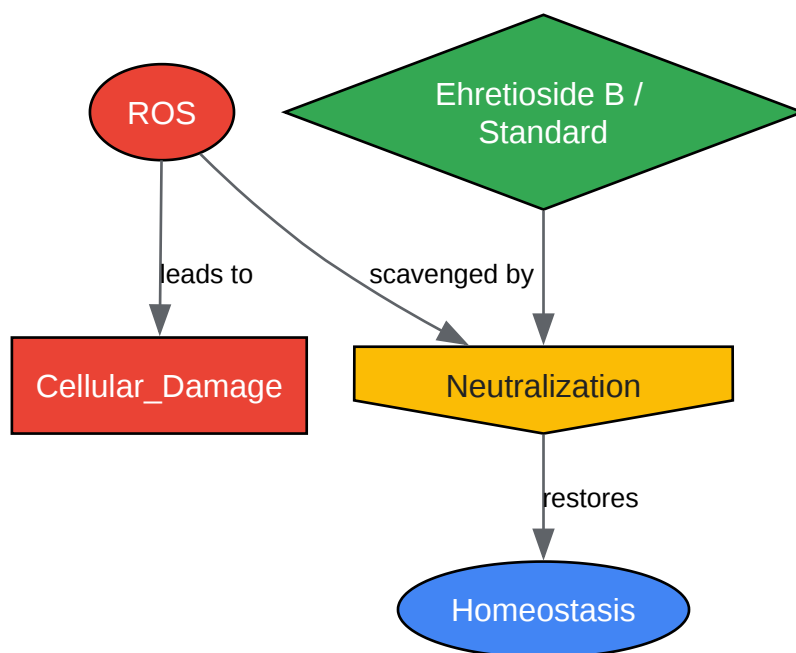 ROS
Ehretioside B /
Standard
leads to
scavenged by
Cellular_Damage
Neutralization
restores
Homeostasis